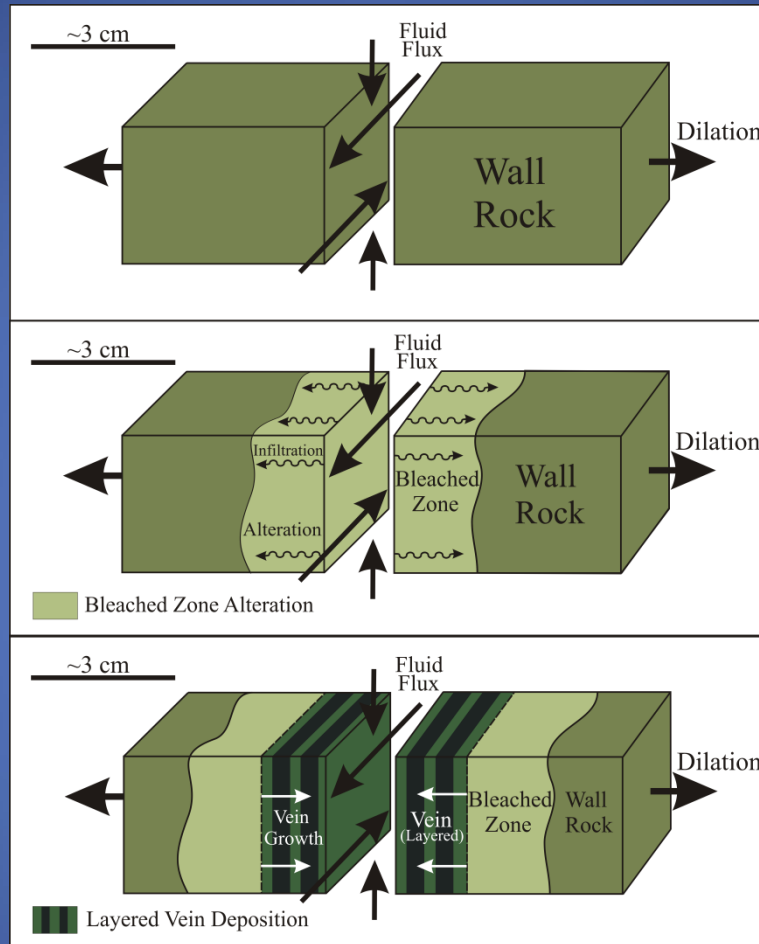 ~3 cm
Fluid
Flux
Dilation
Wall
Rock
~3 cm
Fluid
Flux
Dilation
Infiltration
Alteration
Bleached
Zone
Wall
Rock
Bleached Zone Alteration
~3 cm
Fluid
Flux
Dilation
Vein
Growth
Vein
(Layered)
Bleached
Zone
Wall
Rock
Layered Vein Deposition